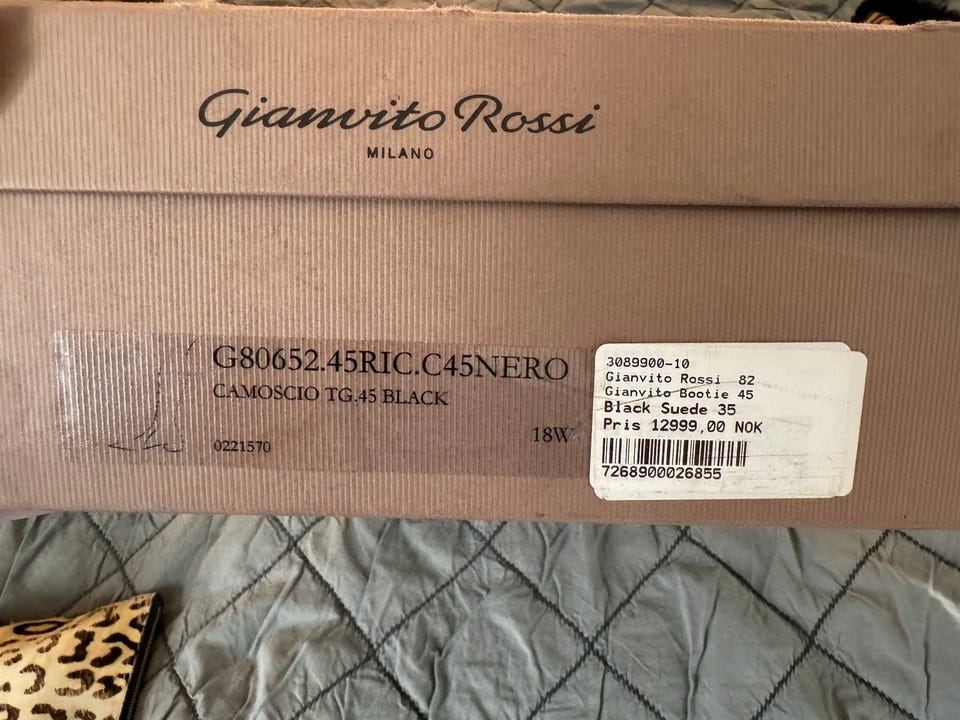 Gianvito Rossi
MILANO
G80652.45RIC.C45NERO
CAMOSCIO TG.45 BLACK
0221570
18W
3089900-10
Gianvito Rossi 82
Gianvito Bootie 45
Black Suede 35
Pris 12999,00 NOK
7268900026855